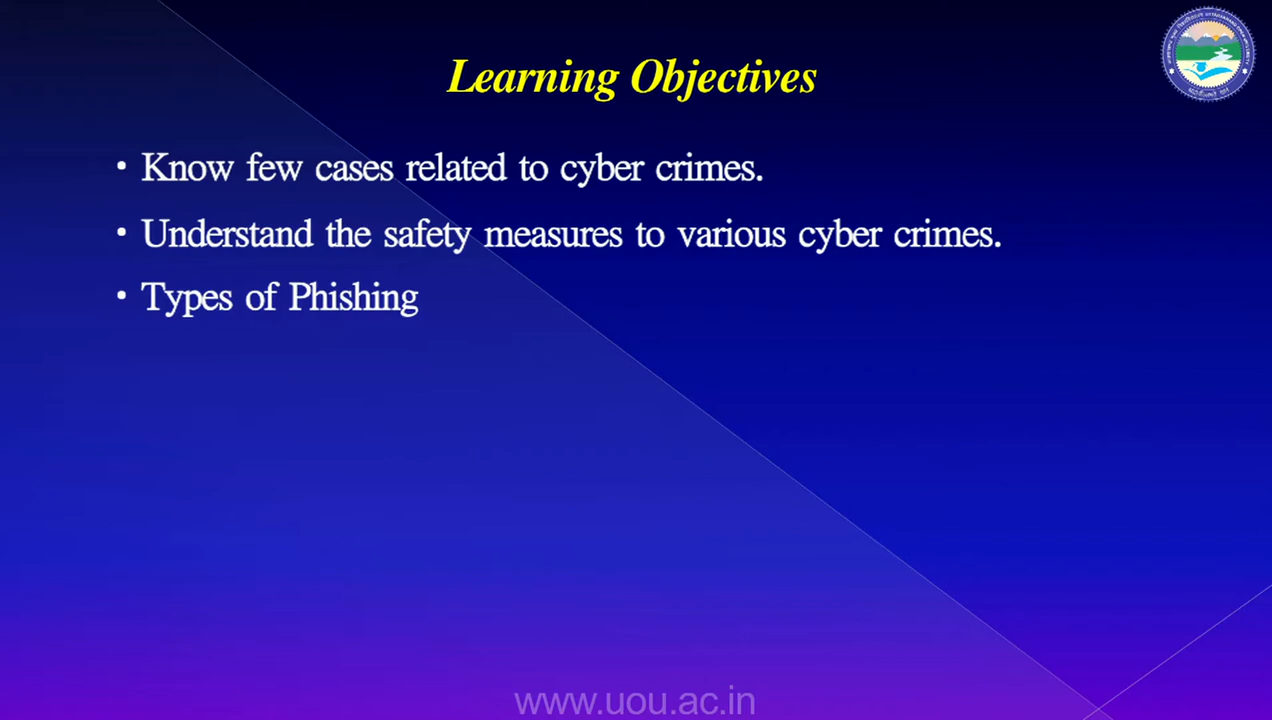 Learning Objectives
• Know few cases related to cyber crimes.
• Understand the safety measures to various cyber crimes.
• Types of Phishing
www.uou.ac.in